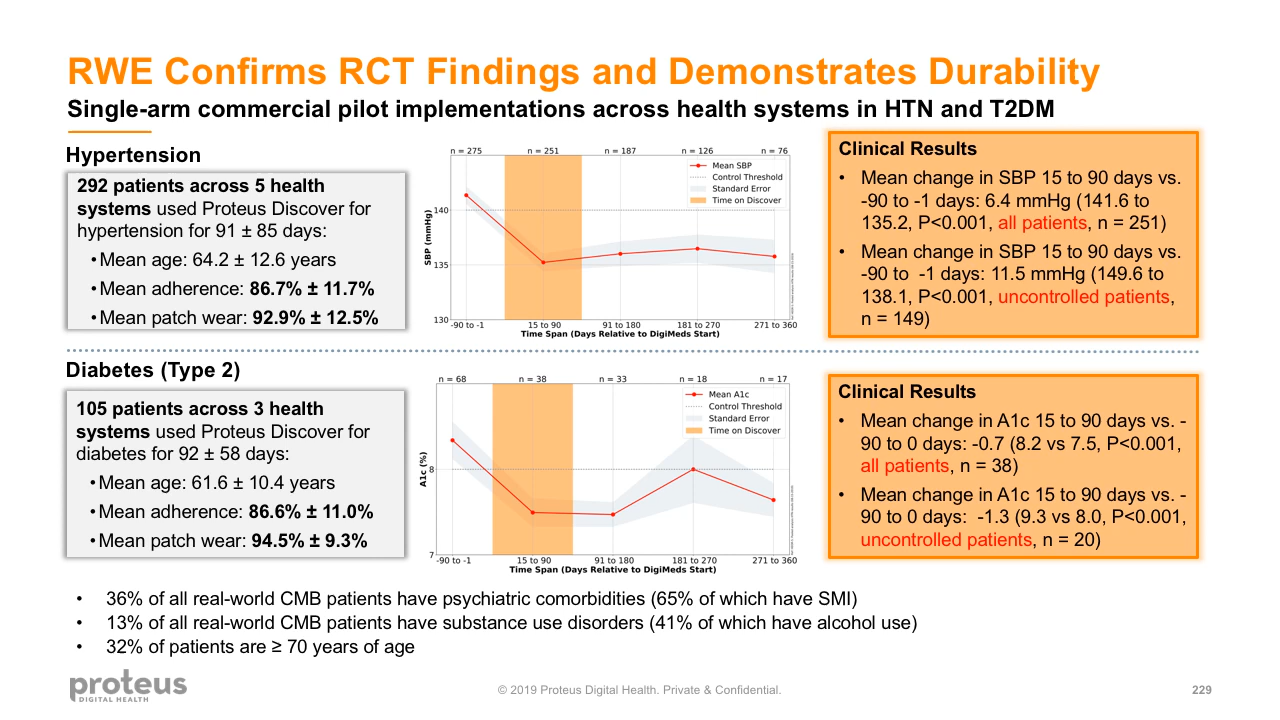 RWE Confirms RCT Findings and Demonstrates Durability
Single-arm commercial pilot implementations across health systems in HTN and T2DM
Hypertension
292 patients across 5 health
systems used Proteus Discover for
hypertension for 91 ± 85 days:
•Mean age: 64.2 ± 12.6 years
•Mean adherence: 86.7% ± 11.7%
•Mean patch wear: 92.9% ± 12.5%
n = 275 n = 251 n = 187 n = 126 n = 76
Mean SBP
Control Threshold
Standard Error
Time on Discover
SBP (mmHg)
140
135
130
-90 to -1 15 to 90 91 to 180 181 to 270 271 to 360
Time Span (Days Relative to DigiMeds Start)
Clinical Results
• Mean change in SBP 15 to 90 days vs.
-90 to -1 days: 6.4 mmHg (141.6 to
135.2, P<0.001, all patients, n = 251)
• Mean change in SBP 15 to 90 days vs.
-90 to -1 days: 11.5 mmHg (149.6 to
138.1, P<0.001, uncontrolled patients,
n = 149)
Diabetes (Type 2)
105 patients across 3 health
systems used Proteus Discover for
diabetes for 92 ± 58 days:
•Mean age: 61.6 ± 10.4 years
•Mean adherence: 86.6% ± 11.0%
•Mean patch wear: 94.5% ± 9.3%
n = 68 n = 38 n = 33 n = 18 n = 17
Mean A1c
Control Threshold
Standard Error
Time on Discover
A1c (%)
8
7
-90 to -1 15 to 90 91 to 180 181 to 270 271 to 360
Time Span (Days Relative to DigiMeds Start)
Clinical Results
• Mean change in A1c 15 to 90 days vs. -
90 to 0 days: -0.7 (8.2 vs 7.5, P<0.001,
all patients, n = 38)
• Mean change in A1c 15 to 90 days vs. -
90 to 0 days: -1.3 (9.3 vs 8.0, P<0.001,
uncontrolled patients, n = 20)
• 36% of all real-world CMB patients have psychiatric comorbidities (65% of which have SMI)
• 13% of all real-world CMB patients have substance use disorders (41% of which have alcohol use)
• 32% of patients are ≥ 70 years of age
proteus
DIGITAL HEALTH
© 2019 Proteus Digital Health. Private & Confidential.
229